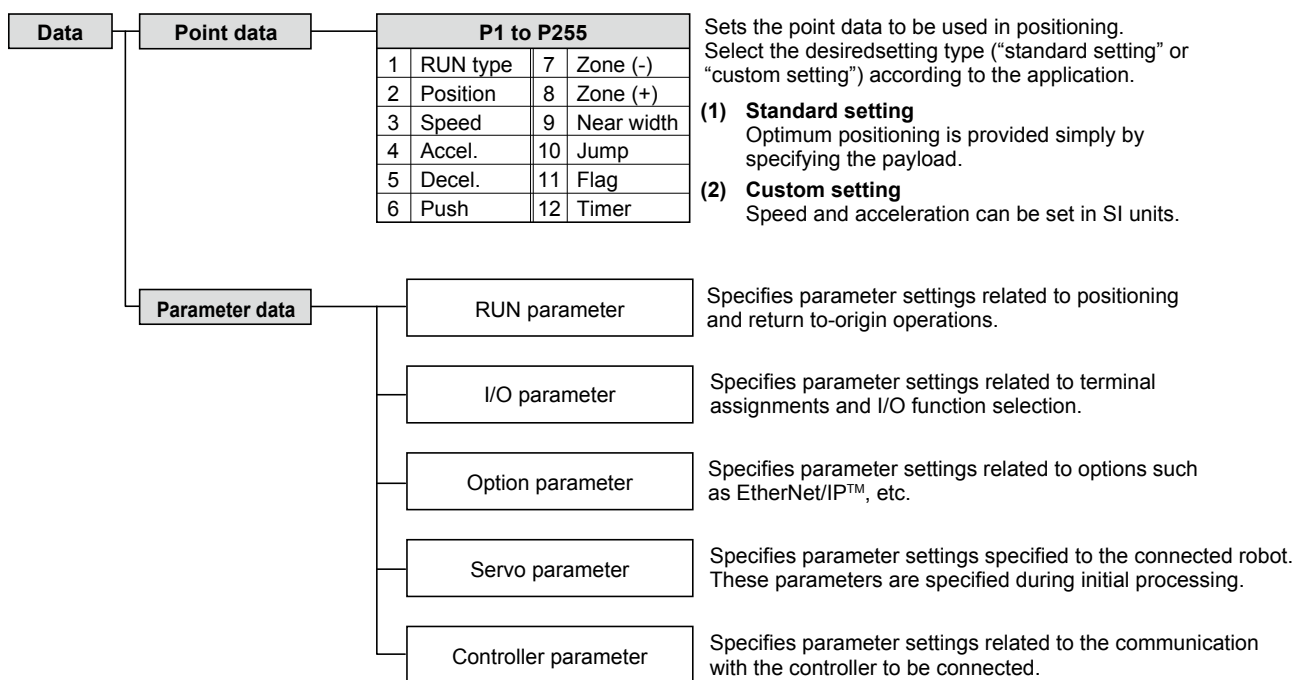 Data
Point data
P1 to P255
1 RUN type 7 Zone (-)
2 Position 8 Zone (+)
3 Speed 9 Near width
4 Accel. 10 Jump
5 Decel. 11 Flag
6 Push 12 Timer
Sets the point data to be used in positioning.
Select the desiredsetting type (“standard setting” or
“custom setting”) according to the application.
(1) Standard setting
Optimum positioning is provided simply by
specifying the payload.
(2) Custom setting
Speed and acceleration can be set in SI units.
Parameter data
RUN parameter
Specifies parameter settings related to positioning
and return to-origin operations.
I/O parameter
Specifies parameter settings related to terminal
assignments and I/O function selection.
Option parameter
Specifies parameter settings related to options such
as EtherNet/IP™, etc.
Servo parameter
Specifies parameter settings specified to the connected robot.
These parameters are specified during initial processing.
Controller parameter
Specifies parameter settings related to the communication
with the controller to be connected.